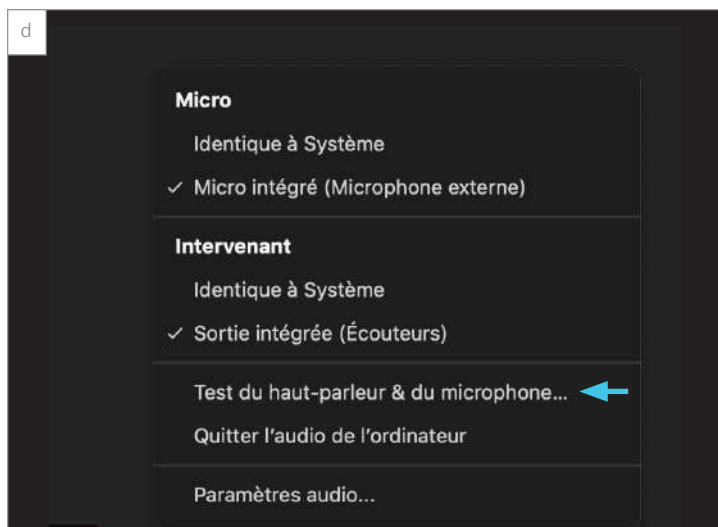 d
Micro
Identique à Système
✓ Micro intégré (Microphone externe)
Intervenant
Identique à Système
✓ Sortie intégrée (Écouteurs)
Test du haut-parleur & du microphone...
Quitter l'audio de l'ordinateur
Paramètres audio...